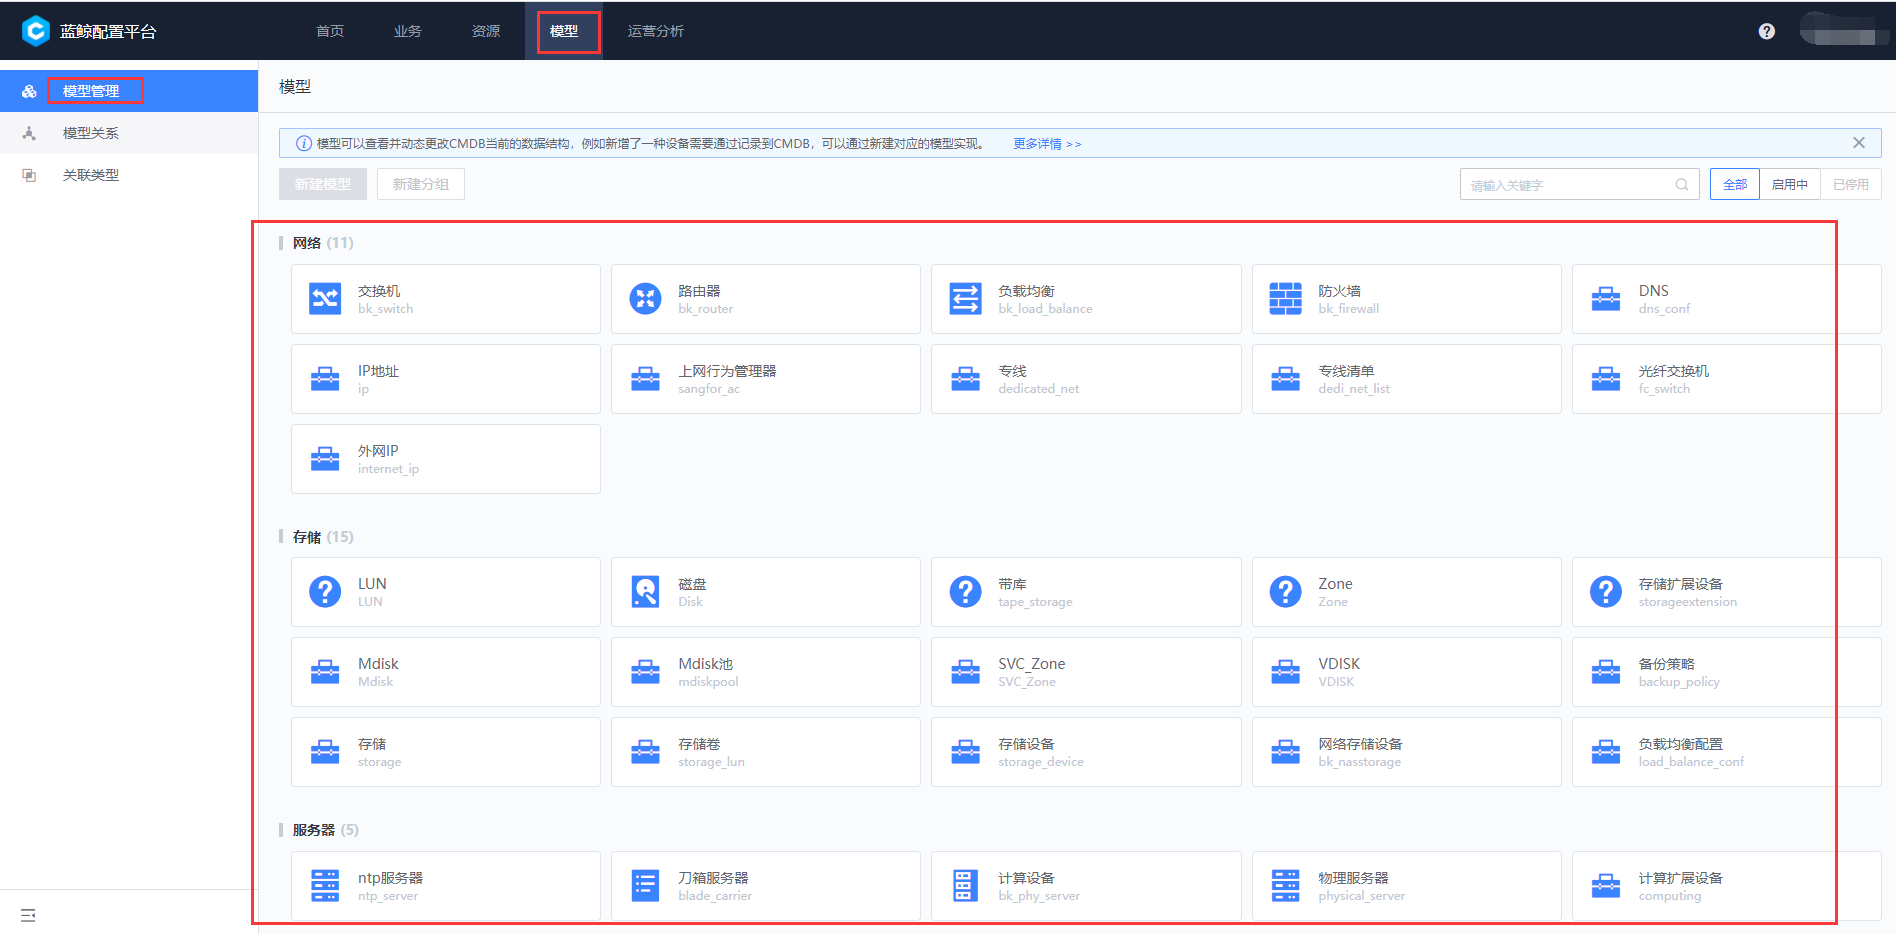 蓝鲸配置平台
首页 业务 资源 模型 运营分析
模型管理
模型关系
关联类型
模型
模型可以查看并动态更改CMDB当前的数据结构，例如新增了一种设备需要通过记录到CMDB，可以通过新建对应的模型实现。 更多详情 >>
新建模型 新建分组 请输入关键字 全部 启用中 已停用
网络 (11)
交换机 路由器 负载均衡 防火墙 DNS
bk_switch bk_router bk_load_balance bk_firewall dns_conf
IP地址 上网行为管理器 专线 专线清单 光纤交换机
ip sangfor_ac dedicated_net dedi_net_list fc_switch
外网IP
internet_ip
存储 (15)
LUN 磁盘 带库 Zone 存储扩展设备
LUN Disk tape_storage Zone storageextension
Mdisk Mdisk池 SVC_Zone VDISK 备份策略
Mdisk mdiskpool SVC_Zone VDISK backup_policy
存储 存储卷 存储设备 网络存储设备 负载均衡配置
storage storage_lun storage_device bk_nasstorage load_balance_conf
服务器 (5)
ntp服务器 刀箱服务器 计算设备 物理服务器 计算扩展设备
ntp_server blade_carrier bk_phy_server physical_server computing